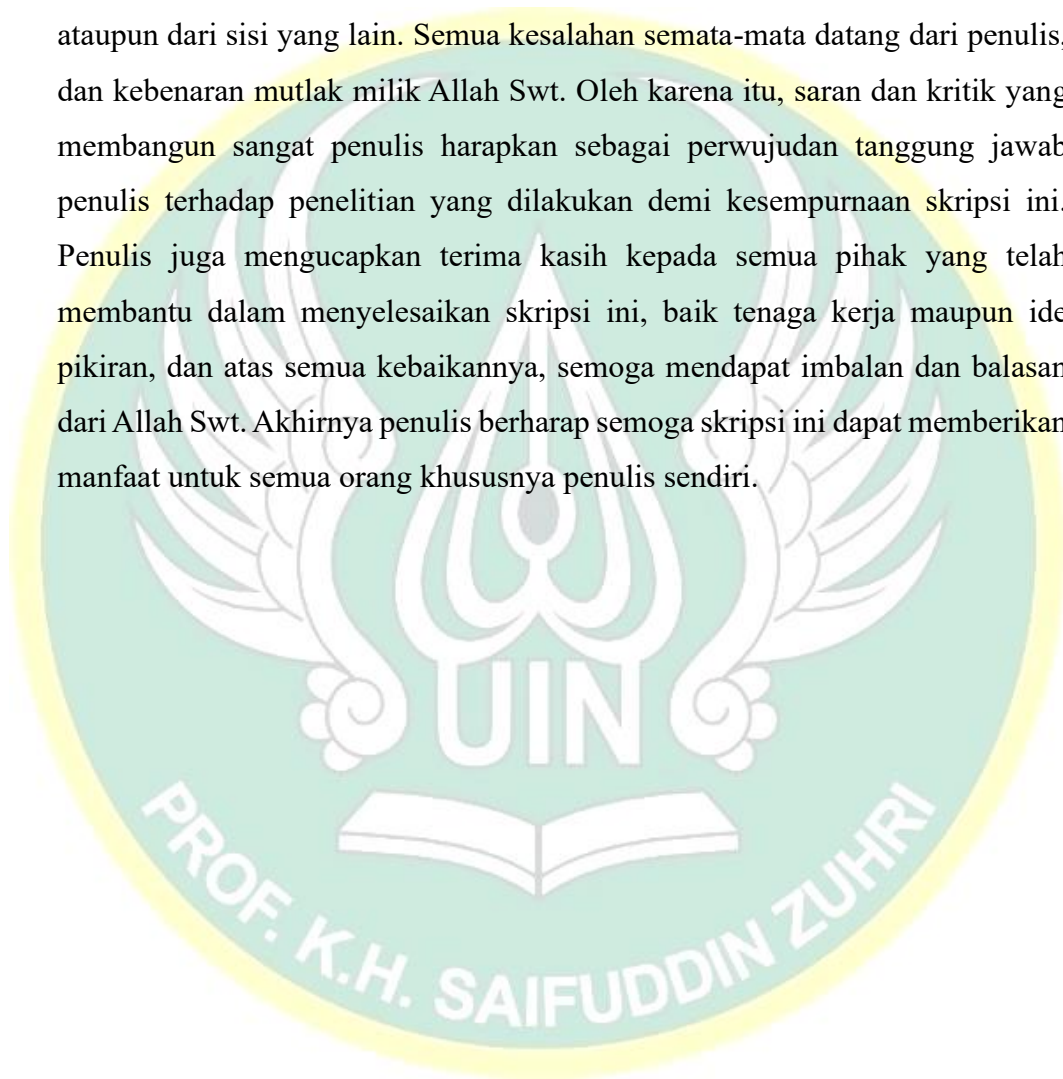 ataupun dari sisi yang lain. Semua kesalahan semata-mata datang dari penulis,
dan kebenaran mutlak milik Allah Swt. Oleh karena itu, saran dan kritik yang
membangun sangat penulis harapkan sebagai perwujudan tanggung jawab
penulis terhadap penelitian yang dilakukan demi kesempurnaan skripsi ini.
Penulis juga mengucapkan terima kasih kepada semua pihak yang telah
membantu dalam menyelesaikan skripsi ini, baik tenaga kerja maupun ide
pikiran, dan atas semua kebaikannya, semoga mendapat imbalan dan balasan
dari Allah Swt. Akhirnya penulis berharap semoga skripsi ini dapat memberikan
manfaat untuk semua orang khususnya penulis sendiri.
UIN
PROF. K.H. SAIFUDDIN ZUHRI